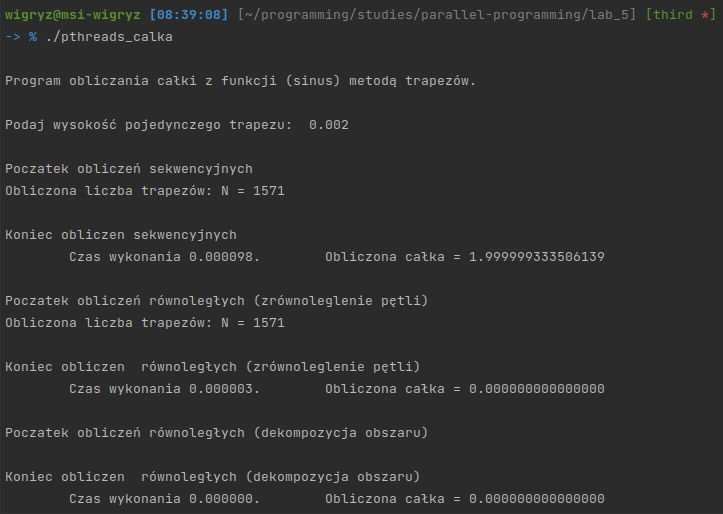 wigryz@msi-wigryz [08:39:08] [~/programming/studies/parallel-programming/lab_5] [third *]
-> % ./pthreads_calka
Program obliczania całki z funkcji (sinus) metodą trapezów.
Podaj wysokość pojedynczego trapezu:  0.002
Poczatek obliczeń sekwencyjnych
Obliczona liczba trapezów: N = 1571
Koniec obliczen sekwencyjnych
Czas wykonania 0.000098.        Obliczona całka = 1.999999333506139
Poczatek obliczeń równoległych (zrównoleglenie pętli)
Obliczona liczba trapezów: N = 1571
Koniec obliczen  równoległych (zrównoleglenie pętli)
Czas wykonania 0.000003.        Obliczona całka = 0.000000000000000
Poczatek obliczeń równoległych (dekompozycja obszaru)
Koniec obliczen  równoległych (dekompozycja obszaru)
Czas wykonania 0.000000.        Obliczona całka = 0.000000000000000